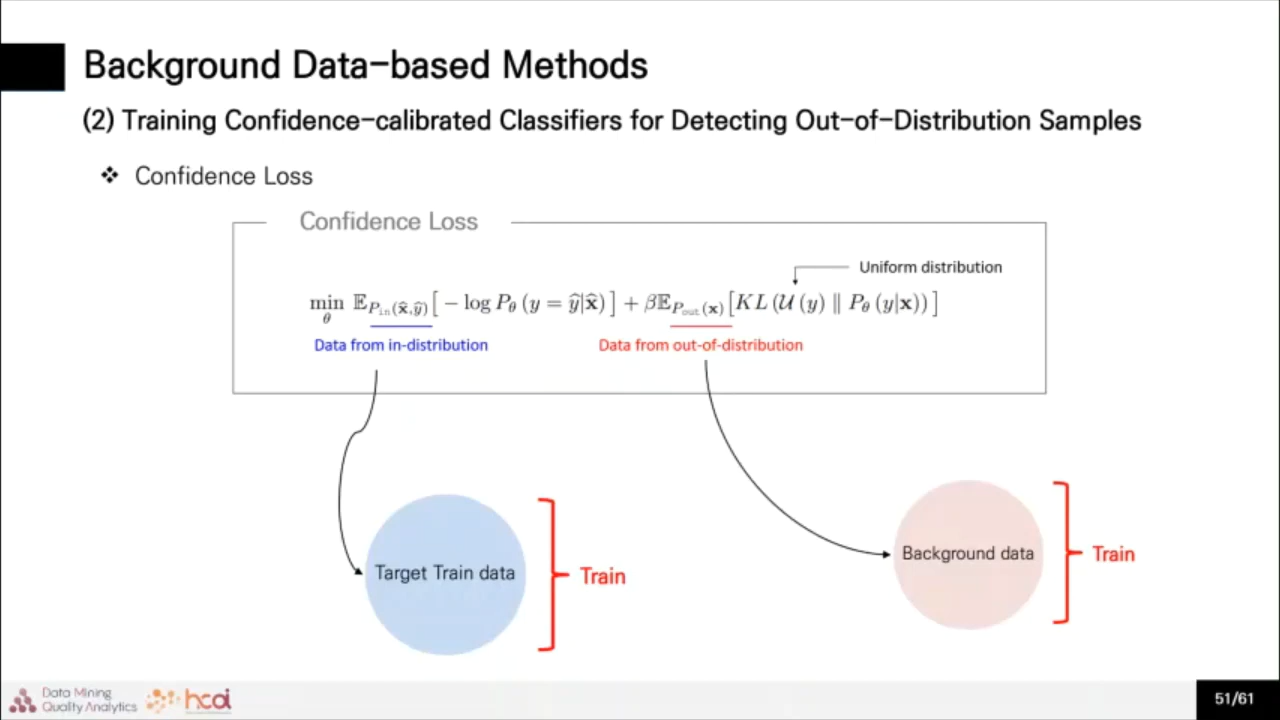 Background Data-based Methods
(2) Training Confidence-calibrated Classifiers for Detecting Out-of-Distribution Samples
❖ Confidence Loss
Confidence Loss
Uniform distribution
min_θ 𝔼_{P_in(x̂,ŷ)}[ − log P_θ (y = ŷ|x̂) ] + β𝔼_{P_out(x)}[KL (𝒰 (y) ∥ P_θ (y|x)) ]
Data from in-distribution
Data from out-of-distribution
Target Train data
Train
Background data
Train
Data Mining
Quality Analytics
hcai
51/61